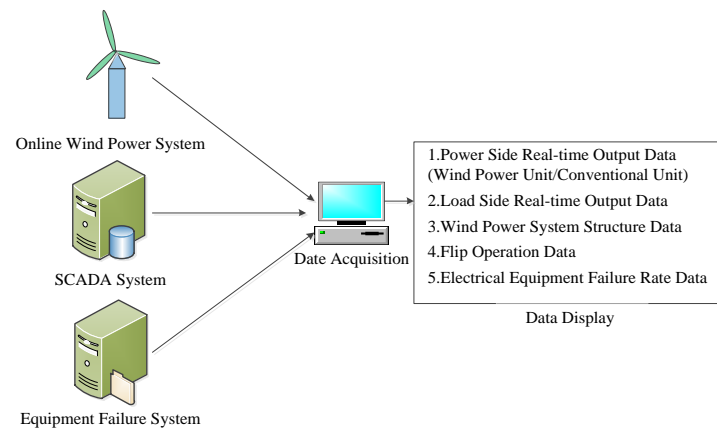 Online Wind Power System
SCADA System
Equipment Failure System
Date Acquisition
1.Power Side Real-time Output Data
(Wind Power Unit/Conventional Unit)
2.Load Side Real-time Output Data
3.Wind Power System Structure Data
4.Flip Operation Data
5.Electrical Equipment Failure Rate Data
Data Display